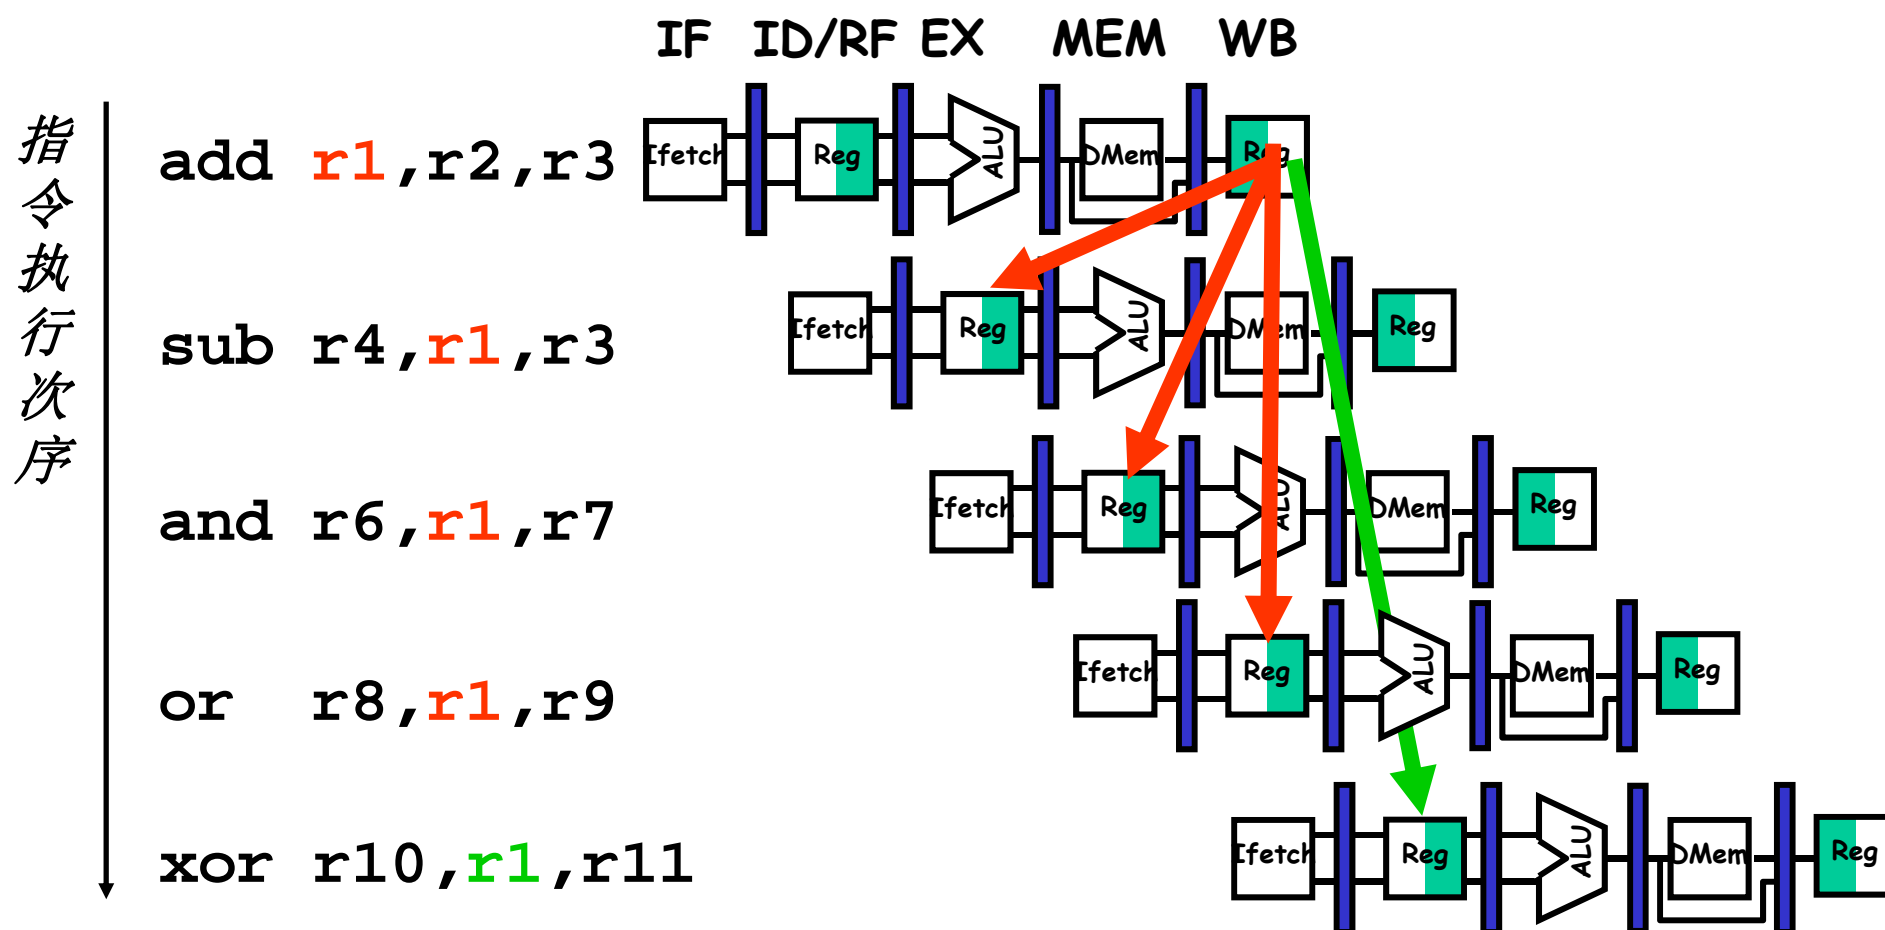 IF ID/RF EX MEM WB
指令执行次序
add r1,r2,r3
Ifetch Reg ALU DMem Reg
sub r4,r1,r3
Ifetch Reg ALU DMem Reg
and r6,r1,r7
Ifetch Reg ALU DMem Reg
or r8,r1,r9
Ifetch Reg ALU DMem Reg
xor r10,r1,r11
Ifetch Reg ALU DMem Reg